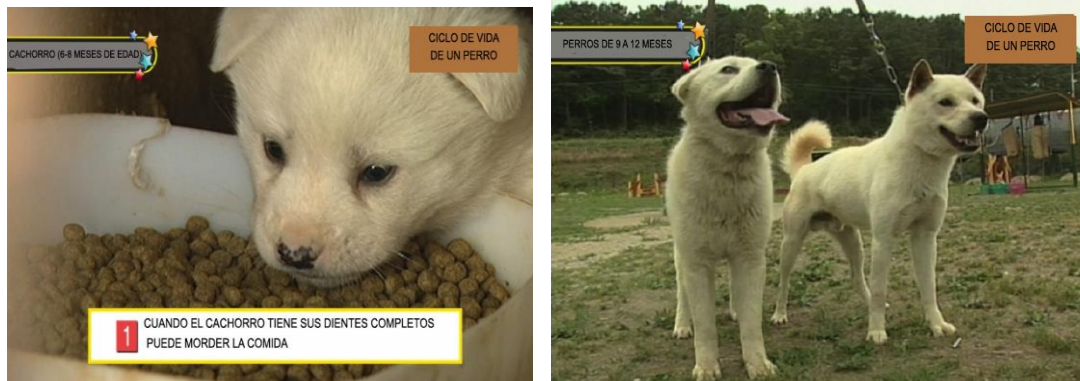 CACHORRO (6-8 MESES DE EDAD)
CICLO DE VIDA
DE UN PERRO
1 CUANDO EL CACHORRO TIENE SUS DIENTES COMPLETOS
PUEDE MORDER LA COMIDA
PERROS DE 9 A 12 MESES
CICLO DE VIDA
DE UN PERRO